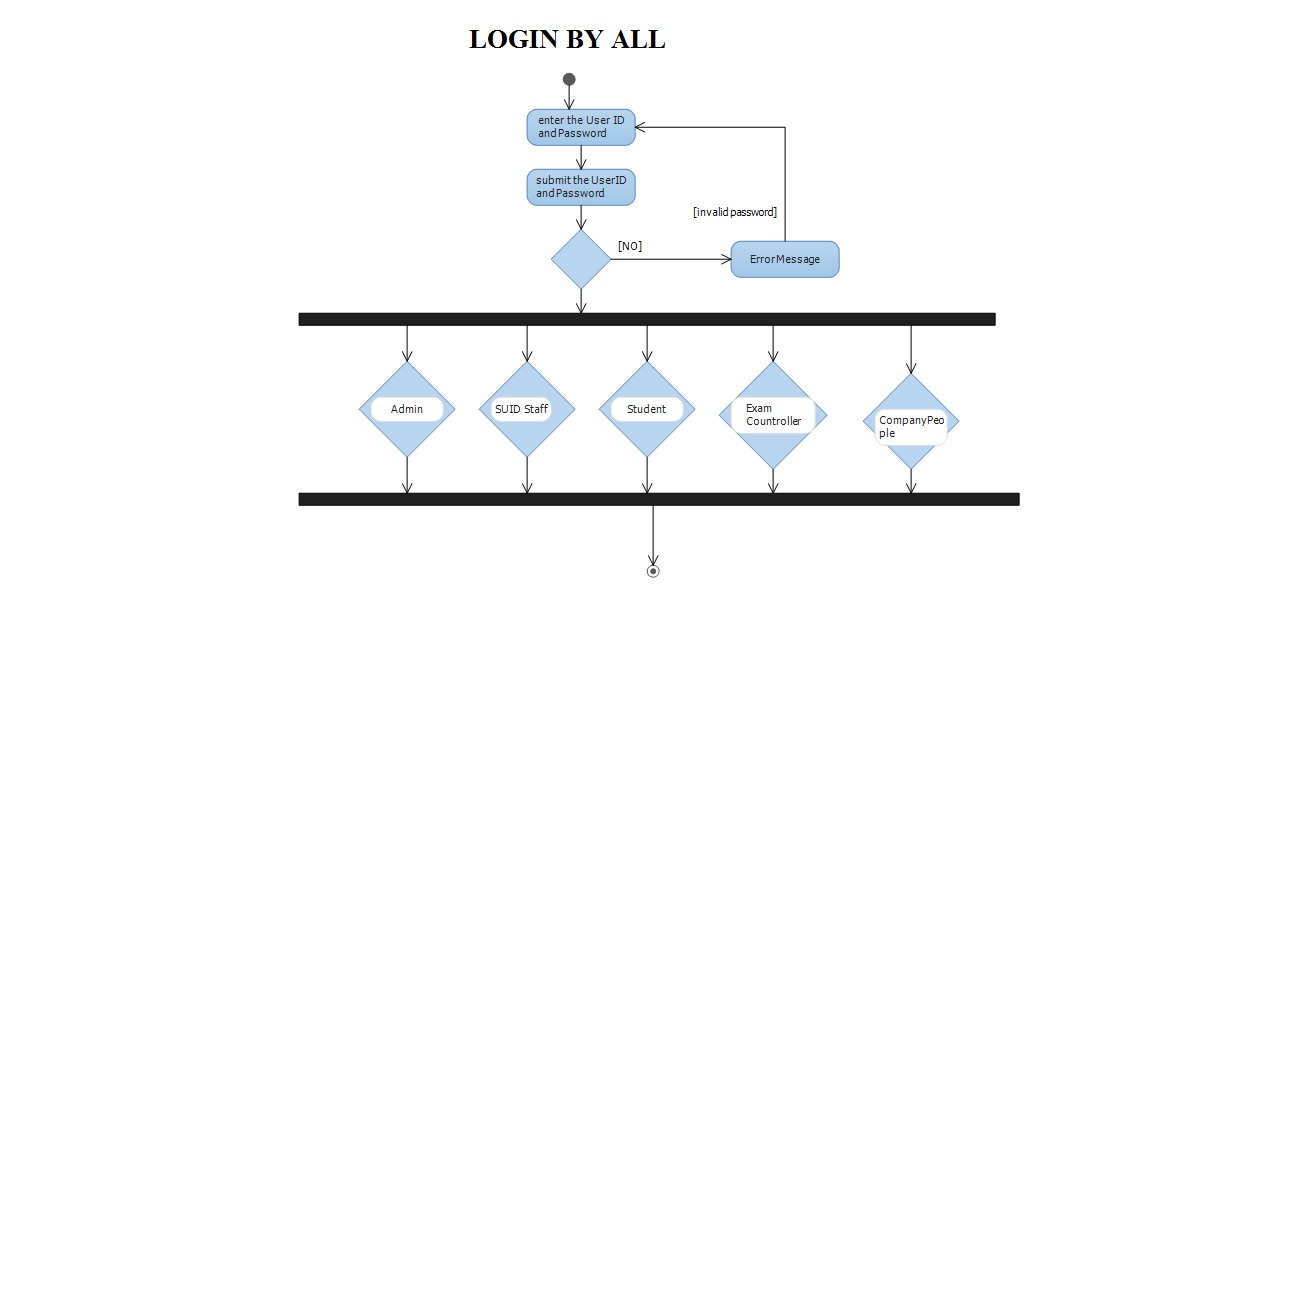 LOGIN BY ALL
enter the User ID
and Password
submit the UserID
and Password
[invalid password]
[NO]
ErrorMessage
Admin
SUID Staff
Student
Exam
Countroller
CompanyPeo
ple